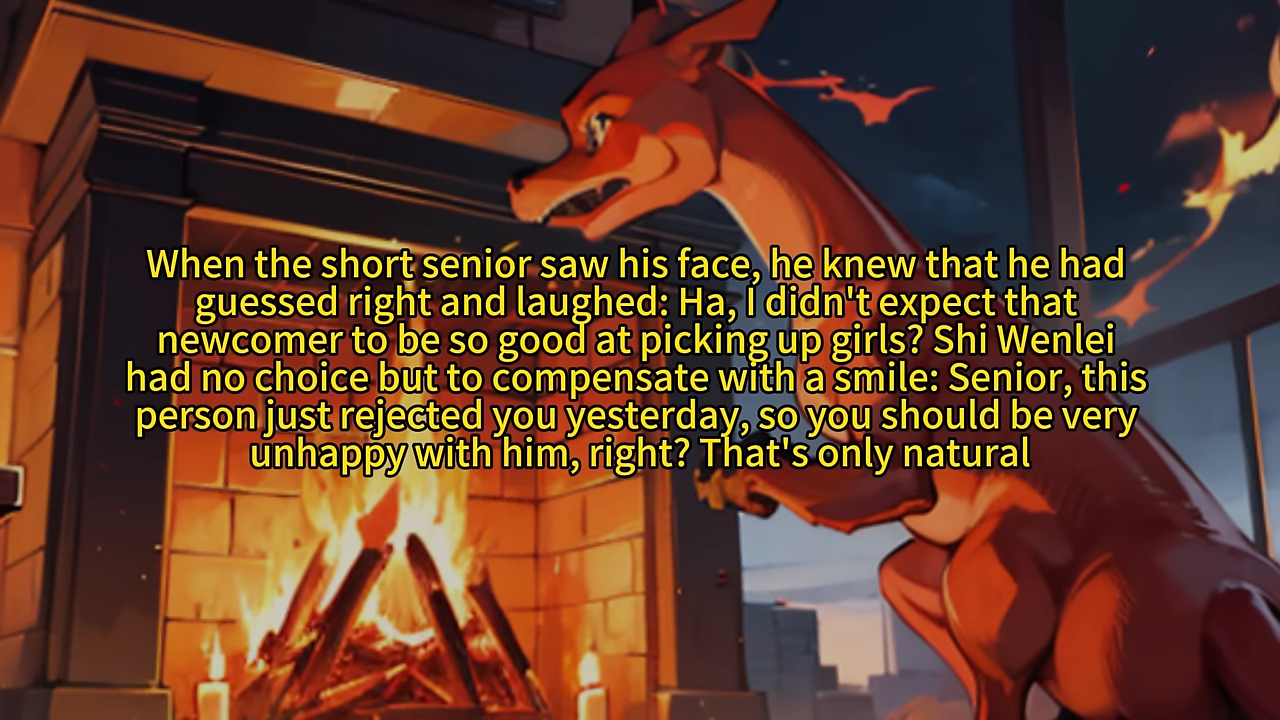 When the short senior saw his face, he knew that he had
guessed right and laughed: Ha, I didn't expect that
newcomer to be so good at picking up girls? Shi Wenlei
had no choice but to compensate with a smile: Senior, this
person just rejected you yesterday, so you should be very
unhappy with him, right? That's only natural